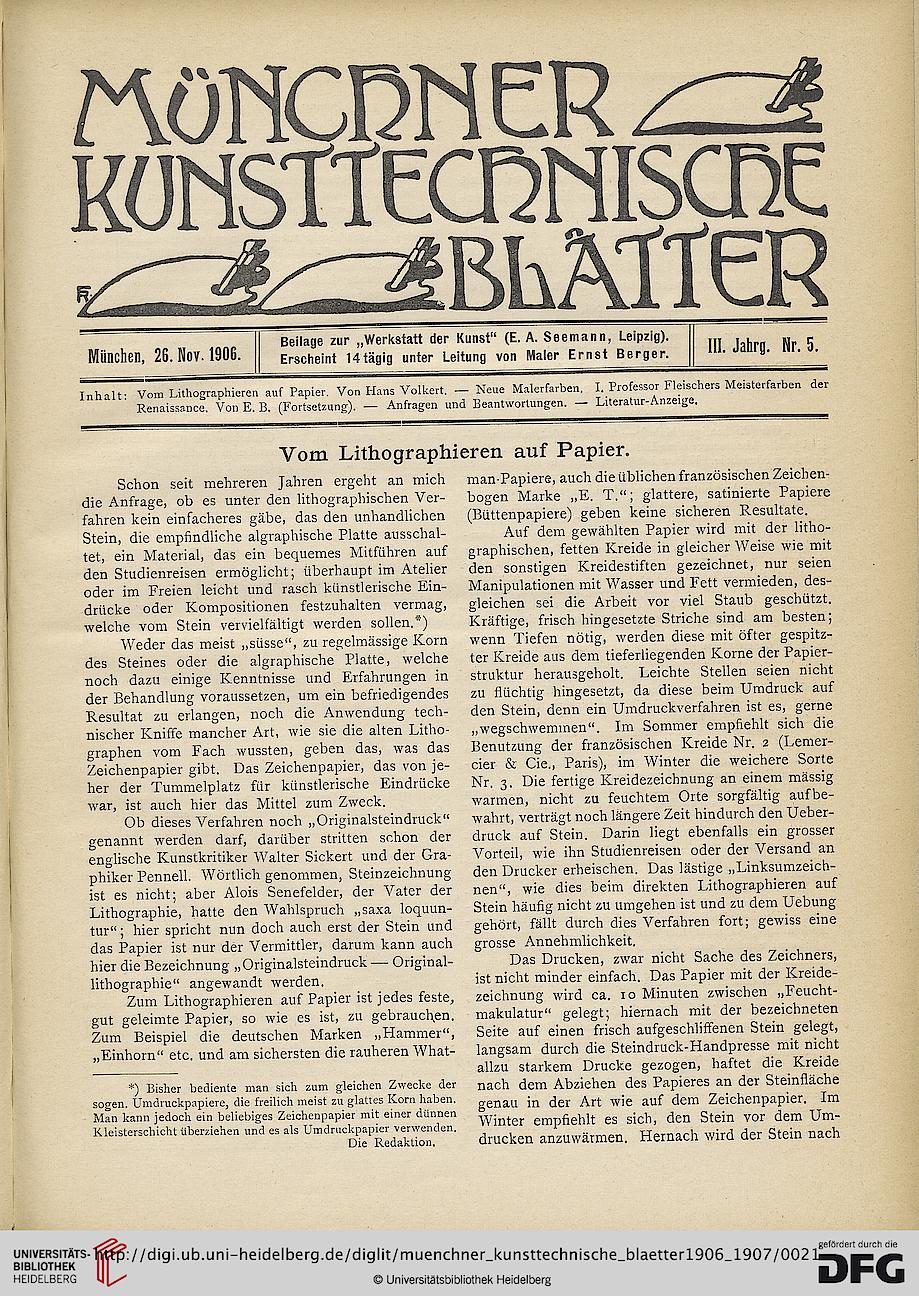 MÜNCHNER
KUNSTTECHNISCHE
BLÄTTER
München, 26. Nov. 1906.
Beilage zur „Werkstatt der Kunst“ (E. A. Seemann, Leipzig).
Erscheint 14 tägig unter Leitung von Maler Ernst Berger.
III. Jahrg. Nr. 5.
Inhalt: Vom Lithographieren auf Papier. Von Hans Volkert. — Neue Malerfarben. I. Professor Fleischers Meisterfarben der
Renaissance. Von E. B. (Fortsetzung). — Anfragen und Beantwortungen. — Literatur-Anzeige.
Vom Lithographieren auf Papier.
Schon seit mehreren Jahren ergeht an mich
die Anfrage, ob es unter den lithographischen Ver-
fahren kein einfacheres gäbe, das den unhandlichen
Stein, die empfindliche algraphische Platte ausschal-
tet, ein Material, das ein bequemes Mitführen auf
den Studienreisen ermöglicht; überhaupt im Atelier
oder im Freien leicht und rasch künstlerische Ein-
drücke oder Kompositionen festzuhalten vermag,
welche vom Stein vervielfältigt werden sollen.*)
Weder das meist „süsse“, zu regelmässige Korn
des Steines oder die algraphische Platte, welche
noch dazu einige Kenntnisse und Erfahrungen in
der Behandlung voraussetzen, um ein befriedigendes
Resultat zu erlangen, noch die Anwendung tech-
nischer Kniffe mancher Art, wie sie die alten Litho-
graphen vom Fach wussten, geben das, was das
Zeichenpapier gibt. Das Zeichenpapier, das von je-
her der Tummelplatz für künstlerische Eindrücke
war, ist auch hier das Mittel zum Zweck.
Ob dieses Verfahren noch „Originalsteindruck“
genannt werden darf, darüber stritten schon der
englische Kunstkritiker Walter Sickert und der Gra-
phiker Pennell. Wörtlich genommen, Steinzeichnung
ist es nicht; aber Alois Senefelder, der Vater der
Lithographie, hatte den Wahlspruch „saxa loquun-
tur“; hier spricht nun doch auch erst der Stein und
das Papier ist nur der Vermittler, darum kann auch
hier die Bezeichnung „Originalsteindruck — Original-
lithographie“ angewandt werden.
Zum Lithographieren auf Papier ist jedes feste,
gut geleimte Papier, so wie es ist, zu gebrauchen.
Zum Beispiel die deutschen Marken „Hammer“,
„Einhorn“ etc. und am sichersten die rauheren What-
*) Bisher bediente man sich zum gleichen Zwecke der
sogen. Umdruckpapiere, die freilich meist zu glattes Korn haben.
Man kann jedoch ein beliebiges Zeichenpapier mit einer dünnen
Kleisterschicht überziehen und es als Umdruckpapier verwenden.
Die Redaktion.
man-Papiere, auch die üblichen französischen Zeichen-
bogen Marke „E. T.“; glattere, satinierte Papiere
(Büttenpapiere) geben keine sicheren Resultate.
Auf dem gewählten Papier wird mit der litho-
graphischen, fetten Kreide in gleicher Weise wie mit
den sonstigen Kreidestiften gezeichnet, nur seien
Manipulationen mit Wasser und Fett vermieden, des-
gleichen sei die Arbeit vor viel Staub geschützt.
Kräftige, frisch hingesetzte Striche sind am besten;
wenn Tiefen nötig, werden diese mit öfter gespitz-
ter Kreide aus dem tieferliegenden Korne der Papier-
struktur herausgeholt. Leichte Stellen seien nicht
zu flüchtig hingesetzt, da diese beim Umdruck auf
den Stein, denn ein Umdruckverfahren ist es, gerne
„wegschwemmen“. Im Sommer empfiehlt sich die
Benutzung der französischen Kreide Nr. 2 (Lemer-
cier & Cie., Paris), im Winter die weichere Sorte
Nr. 3. Die fertige Kreidezeichnung an einem mässig
warmen, nicht zu feuchtem Orte sorgfältig aufbe-
wahrt, verträgt noch längere Zeit hindurch den Ueber-
druck auf Stein. Darin liegt ebenfalls ein grosser
Vorteil, wie ihn Studienreisen oder der Versand an
den Drucker erheischen. Das lästige „Linksumzeich-
nen“, wie dies beim direkten Lithographieren auf
Stein häufig nicht zu umgehen ist und zu dem Uebung
gehört, fällt durch dies Verfahren fort; gewiss eine
grosse Annehmlichkeit.
Das Drucken, zwar nicht Sache des Zeichners,
ist nicht minder einfach. Das Papier mit der Kreide-
zeichnung wird ca. 10 Minuten zwischen „Feucht-
makulatur“ gelegt; hiernach mit der bezeichneten
Seite auf einen frisch aufgeschliffenen Stein gelegt,
langsam durch die Steindruck-Handpresse mit nicht
allzu starkem Drucke gezogen, haftet die Kreide
nach dem Abziehen des Papieres an der Steinfläche
genau in der Art wie auf dem Zeichenpapier. Im
Winter empfiehlt es sich, den Stein vor dem Um-
drucken anzuwärmen. Hernach wird der Stein nach
UNIVERSITÄTS-
BIBLIOTHEK
HEIDELBERG
http://digi.ub.uni-heidelberg.de/diglit/muenchner_kunsttechnische_blaetter1906_1907/0021
© Universitätsbibliothek Heidelberg
gefördert durch die
DFG